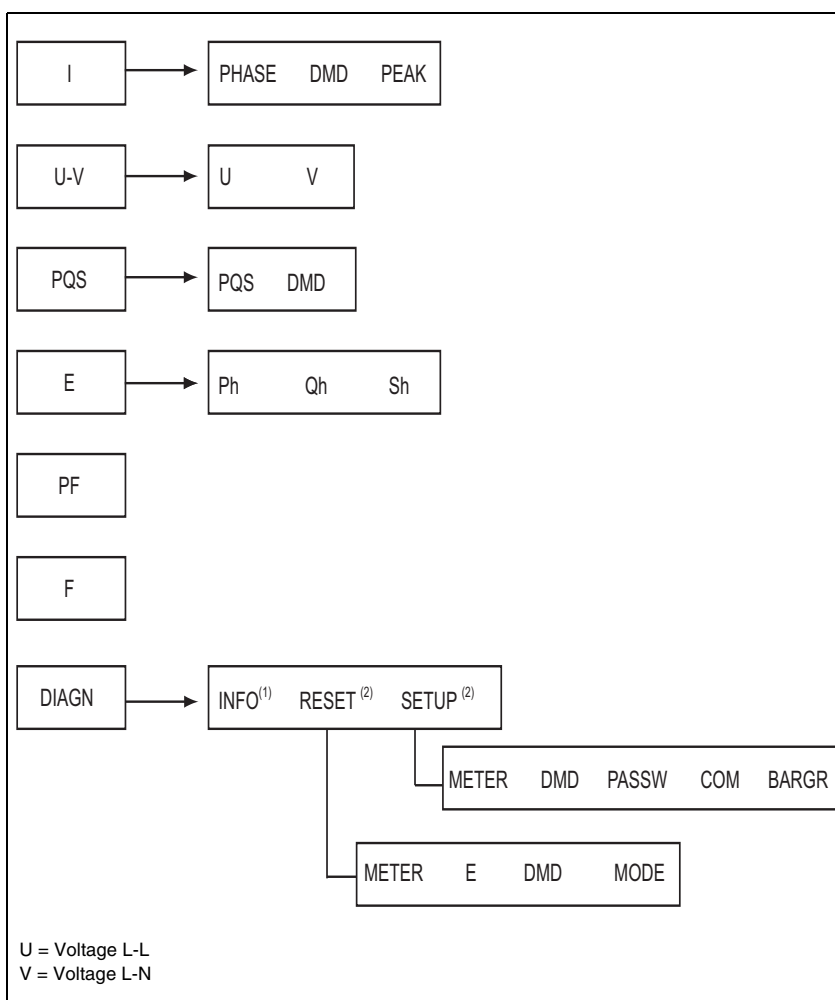 I
PHASE DMD PEAK
U-V
U V
PQS
PQS DMD
E
Ph Qh Sh
PF
F
DIAGN
INFO(1) RESET (2) SETUP (2)
METER DMD PASSW COM BARGR
METER E DMD MODE
U = Voltage L-L
V = Voltage L-N